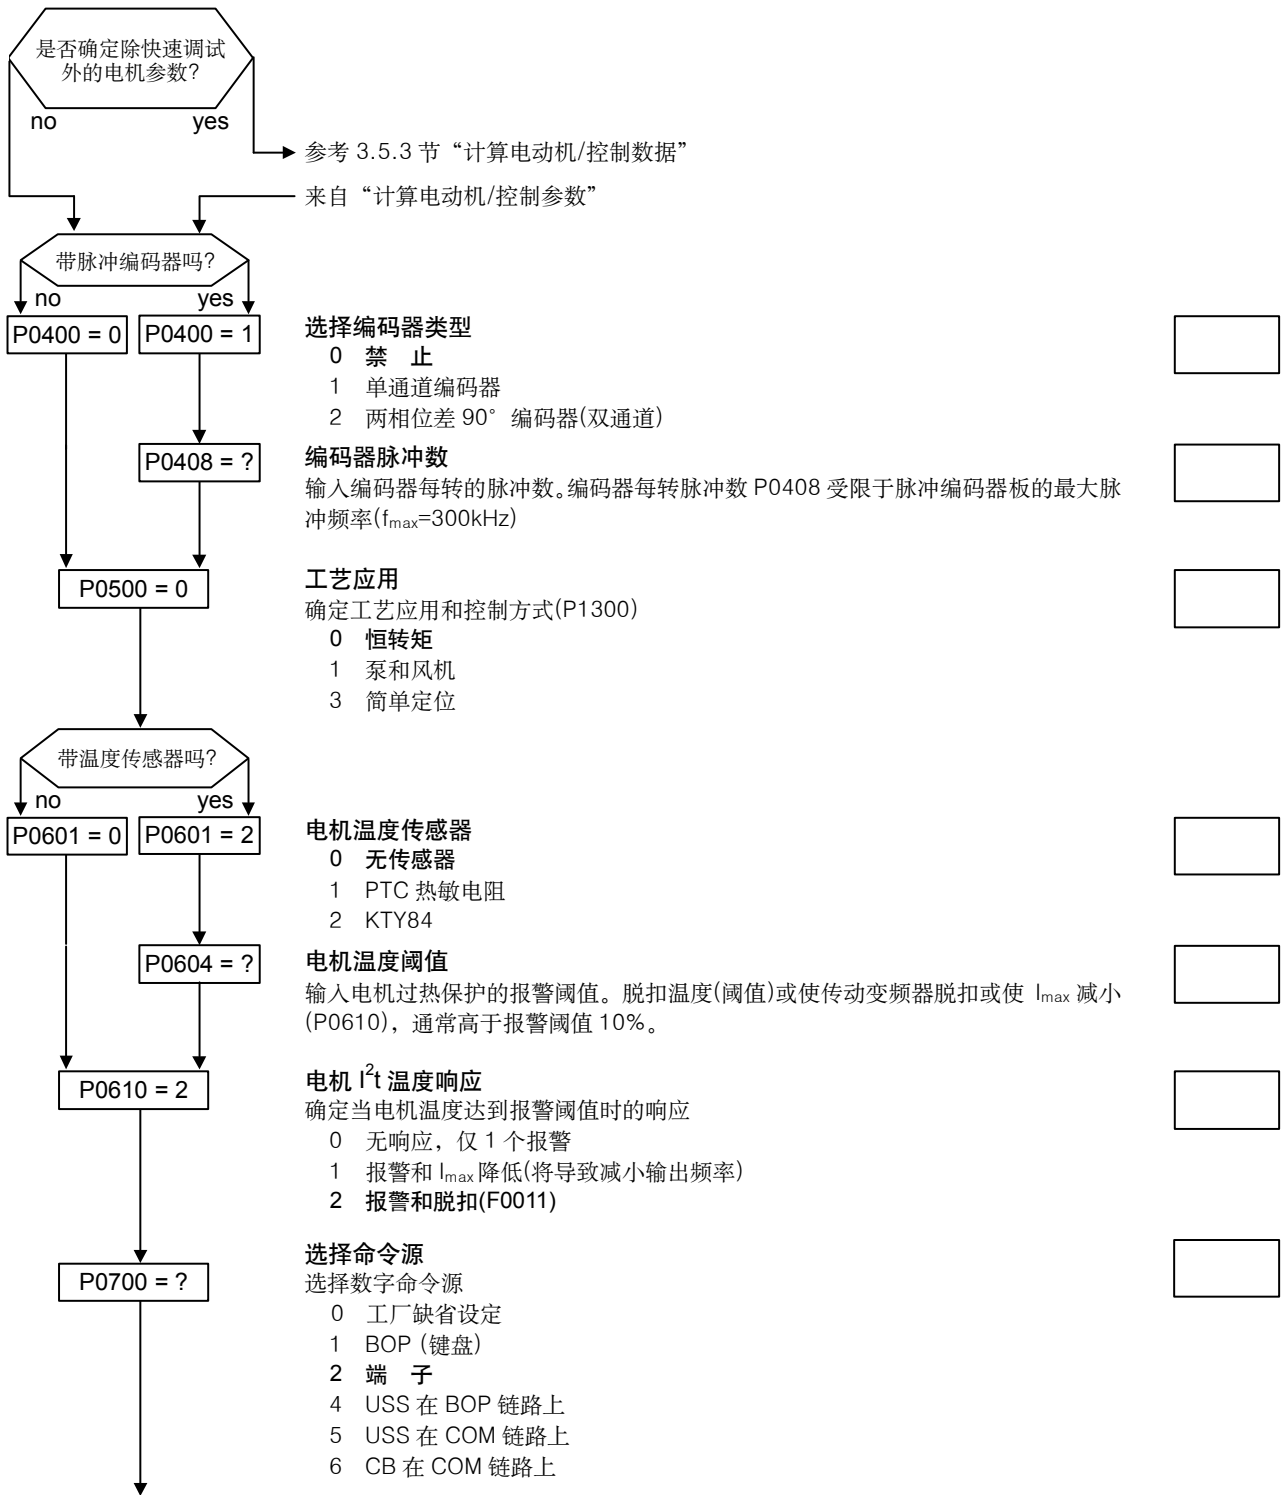 是否确定除快速调试
外的电机参数?
no
yes
参考 3.5.3 节“计算电动机/控制数据”
来自“计算电动机/控制参数”
带脉冲编码器吗?
no
yes
P0400 = 0
P0400 = 1
选择编码器类型
0 禁 止
1 单通道编码器
2 两相位差 90° 编码器(双通道)
P0408 = ?
编码器脉冲数
输入编码器每转的脉冲数。编码器每转脉冲数 P0408 受限于脉冲编码器板的最大脉
冲频率(fmax=300kHz)
P0500 = 0
工艺应用
确定工艺应用和控制方式(P1300)
0 恒转矩
1 泵和风机
3 简单定位
带温度传感器吗?
no
yes
P0601 = 0
P0601 = 2
电机温度传感器
0 无传感器
1 PTC 热敏电阻
2 KTY84
P0604 = ?
电机温度阈值
输入电机过热保护的报警阈值。脱扣温度(阈值)或使传动变频器脱扣或使 Imax 减小
(P0610)，通常高于报警阈值 10%。
P0610 = 2
电机 I²t 温度响应
确定当电机温度达到报警阈值时的响应
0 无响应，仅 1 个报警
1 报警和 Imax 降低(将导致减小输出频率)
2 报警和脱扣(F0011)
P0700 = ?
选择命令源
选择数字命令源
0 工厂缺省设定
1 BOP (键盘)
2 端 子
4 USS 在 BOP 链路上
5 USS 在 COM 链路上
6 CB 在 COM 链路上